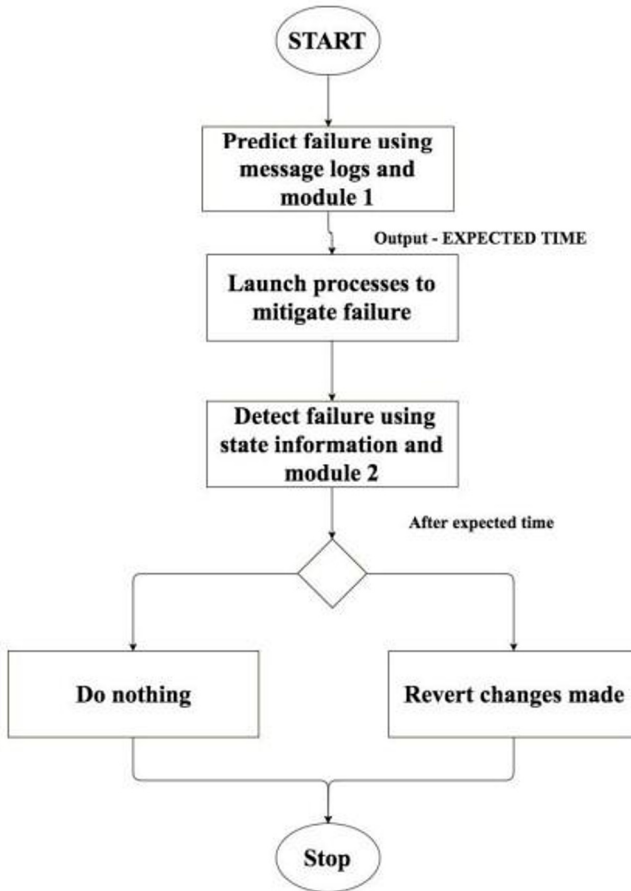 START
Predict failure using
message logs and
module 1
Output - EXPECTED TIME
Launch processes to
mitigate failure
Detect failure using
state information and
module 2
After expected time
Do nothing
Revert changes made
Stop